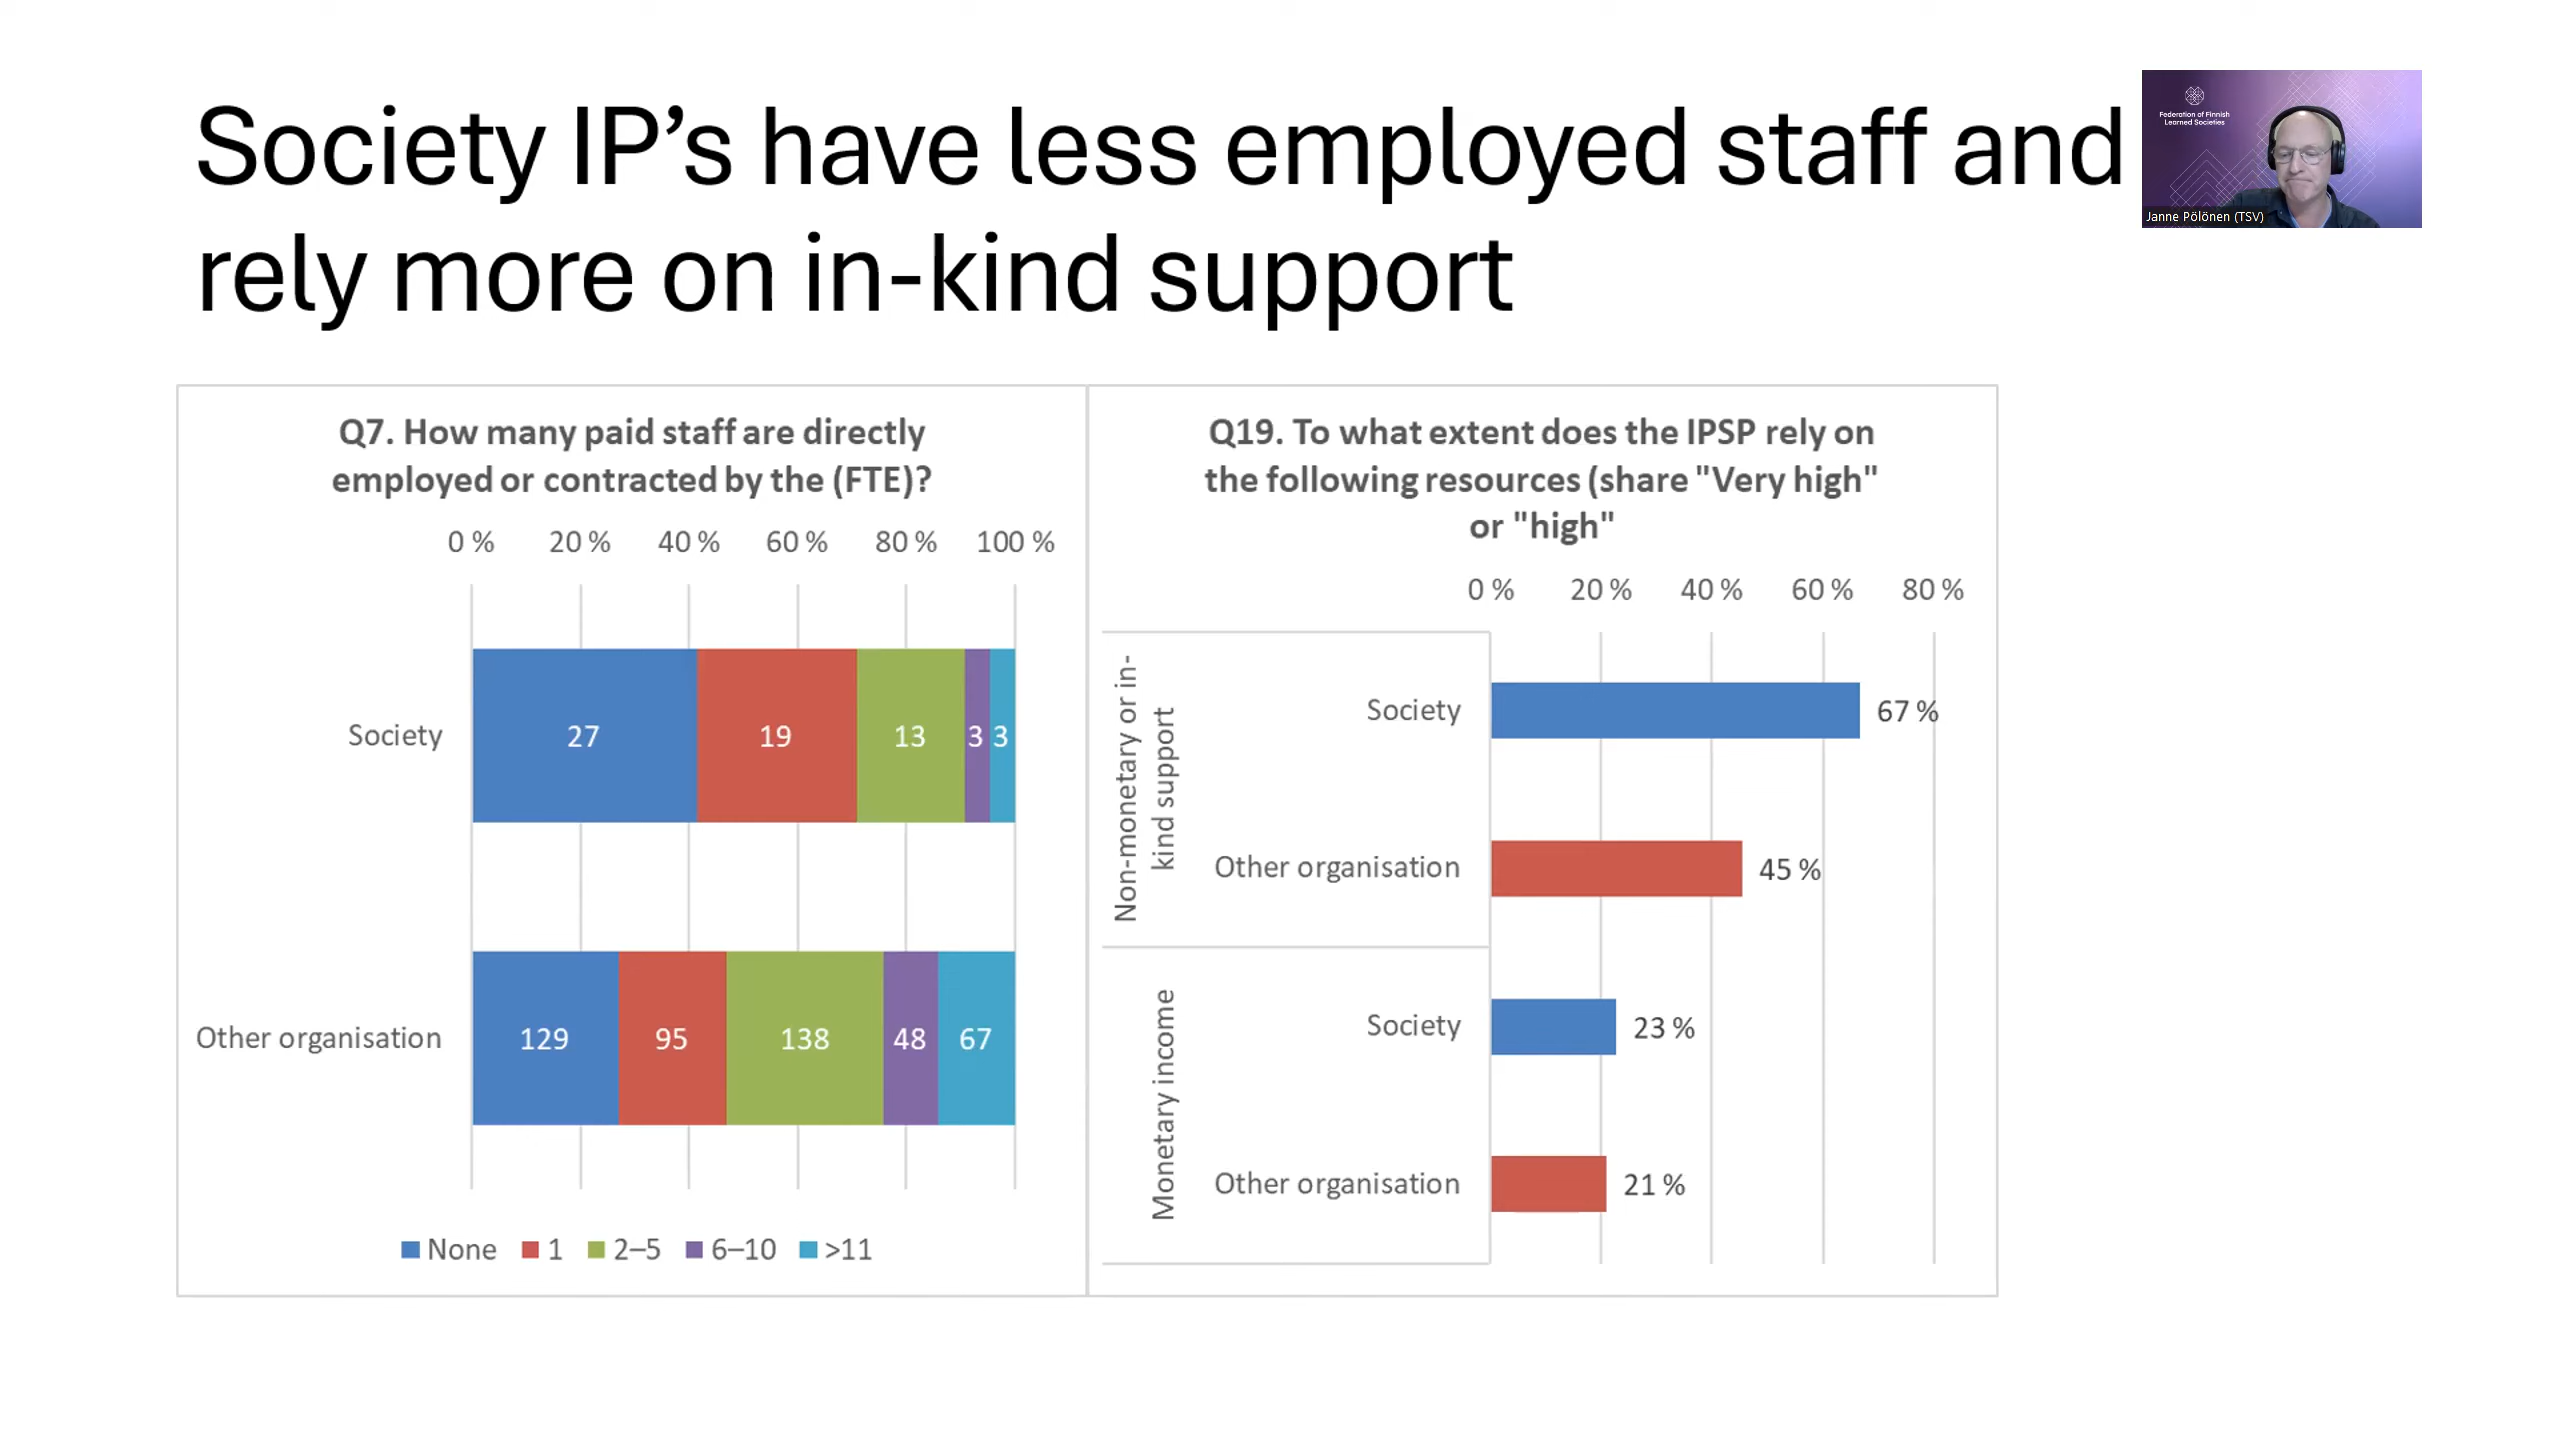 Society IP’s have less employed staff and
rely more on in-kind support
Federation of Finnish
Learned Societies
Janne Pölönen (TSV)
Q7. How many paid staff are directly
employed or contracted by the (FTE)?
0 % 20 % 40 % 60 % 80 % 100 %
Society 27 19 13 3 3
Other organisation 129 95 138 48 67
None 1 2–5 6–10 >11
Q19. To what extent does the IPSP rely on
the following resources (share "Very high"
or "high"
0 % 20 % 40 % 60 % 80 %
Non-monetary or in-
kind support
Society 67 %
Other organisation 45 %
Monetary income
Society 23 %
Other organisation 21 %